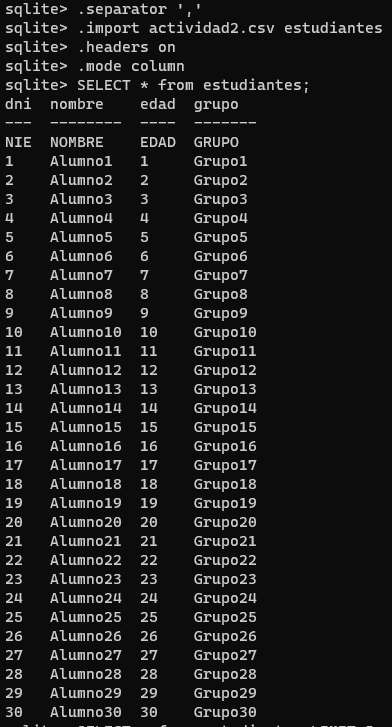 sqlite> .separator ','
sqlite> .import actividad2.csv estudiantes
sqlite> .headers on
sqlite> .mode column
sqlite> SELECT * from estudiantes;
dni  nombre    edad  grupo
---  --------  ----  -------
NIE  NOMBRE    EDAD  GRUPO
1    Alumno1   1     Grupo1
2    Alumno2   2     Grupo2
3    Alumno3   3     Grupo3
4    Alumno4   4     Grupo4
5    Alumno5   5     Grupo5
6    Alumno6   6     Grupo6
7    Alumno7   7     Grupo7
8    Alumno8   8     Grupo8
9    Alumno9   9     Grupo9
10   Alumno10  10    Grupo10
11   Alumno11  11    Grupo11
12   Alumno12  12    Grupo12
13   Alumno13  13    Grupo13
14   Alumno14  14    Grupo14
15   Alumno15  15    Grupo15
16   Alumno16  16    Grupo16
17   Alumno17  17    Grupo17
18   Alumno18  18    Grupo18
19   Alumno19  19    Grupo19
20   Alumno20  20    Grupo20
21   Alumno21  21    Grupo21
22   Alumno22  22    Grupo22
23   Alumno23  23    Grupo23
24   Alumno24  24    Grupo24
25   Alumno25  25    Grupo25
26   Alumno26  26    Grupo26
27   Alumno27  27    Grupo27
28   Alumno28  28    Grupo28
29   Alumno29  29    Grupo29
30   Alumno30  30    Grupo30